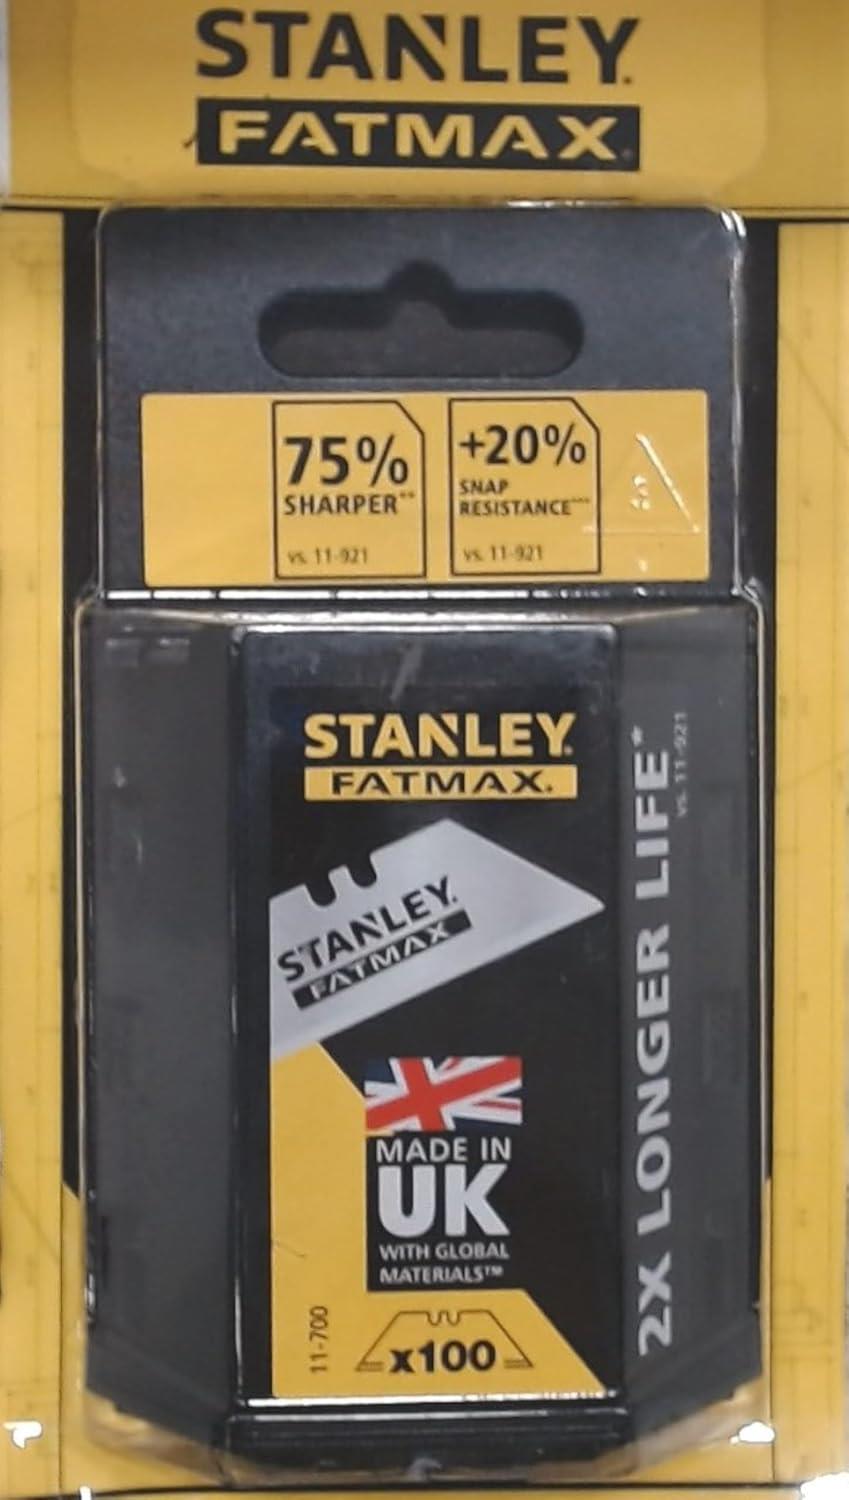 STANLEY.
FATMAX.
75%
SHARPER**
vs. 11-921
+20%
SNAP
RESISTANCE***
vs. 11-921
STANLEY.
FATMAX.
STANLEY.
FATMAX
MADE IN
UK
WITH GLOBAL
MATERIALS™
11-700
x100
2X LONGER LIFE*
vs. 11-921